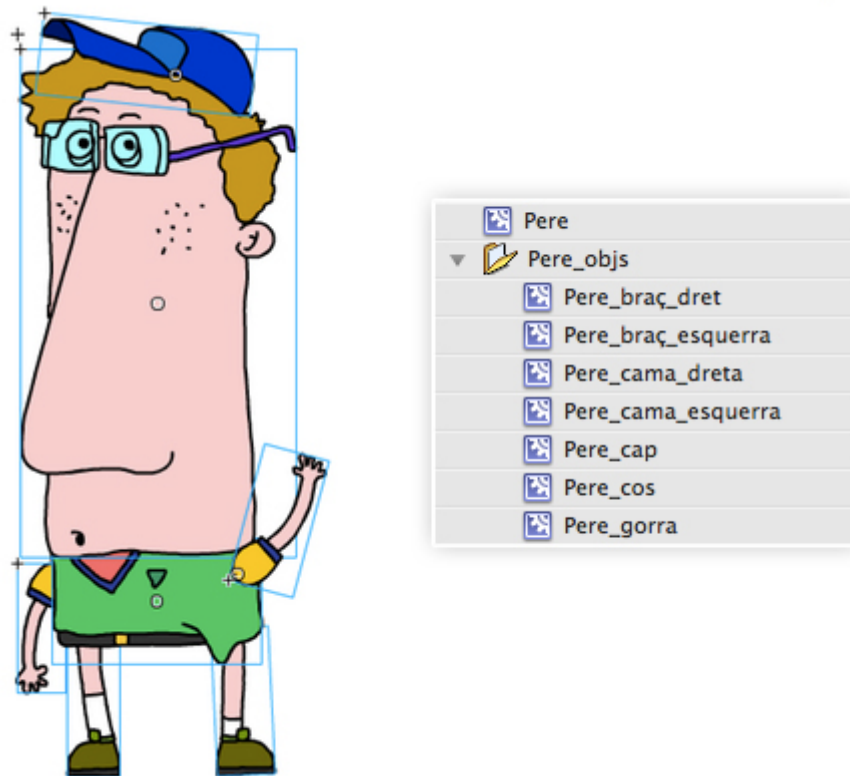 Pere
Pere_objs
Pere_braç_dret
Pere_braç_esquerra
Pere_cama_dreta
Pere_cama_esquerra
Pere_cap
Pere_cos
Pere_gorra